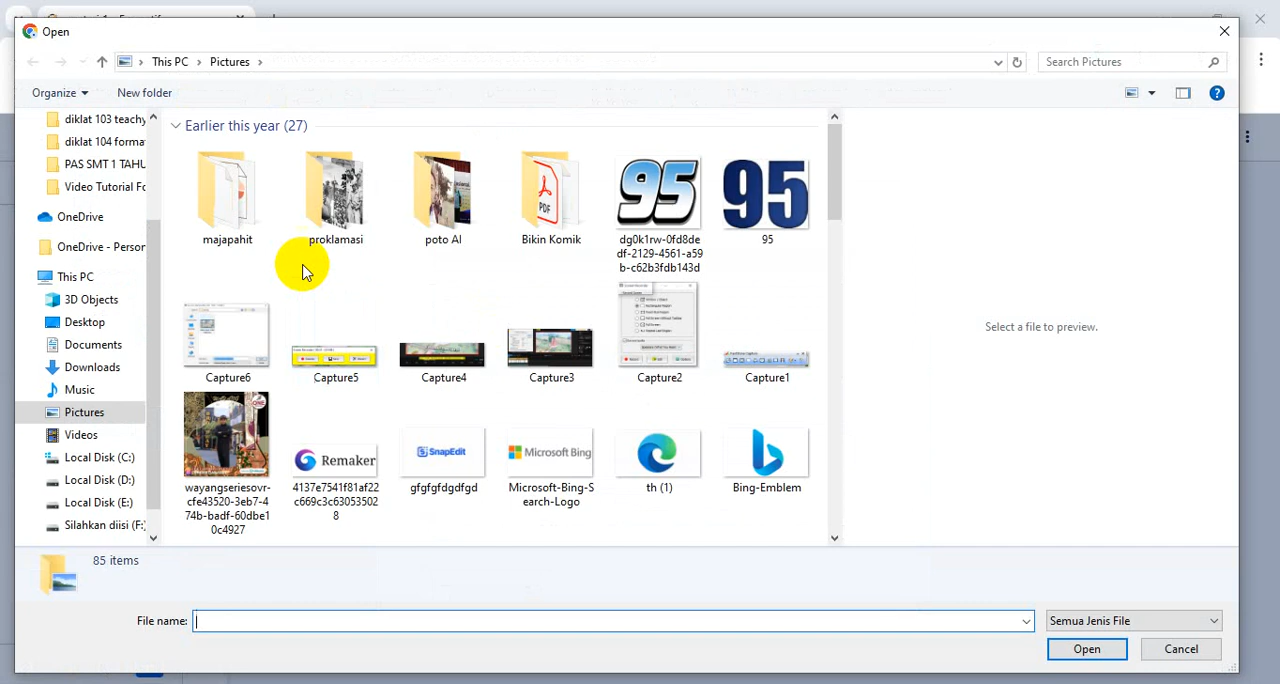 Open
This PC
Pictures
Search Pictures
Organize
New folder
diklat 103 teachy
diklat 104 forma
PAS SMT 1 TAHU
Video Tutorial Fo
OneDrive
OneDrive - Person
This PC
3D Objects
Desktop
Documents
Downloads
Music
Pictures
Videos
Local Disk (C:)
Local Disk (D:)
Local Disk (E:)
Silahkan diisi (F:)
Earlier this year (27)
majapahit
proklamasi
poto AI
PDF
Bikin Komik
95
dg0k1rw-0fd8de
df-2129-4561-a59
b-c62b3fdb143d
95
95
Capture6
Capture5
Capture4
Capture3
Capture2
Capture1
wayangseriesovr-
cfe43520-3eb7-4
74b-badf-60dbe1
0c4927
Remaker
4137e7541f81af22
c669c3c63053502
8
SnapEdit
gfgfgfdgdfgd
Microsoft Bing
Microsoft-Bing-S
earch-Logo
th (1)
Bing-Emblem
Select a file to preview.
85 items
File name:
Semua Jenis File
Open
Cancel